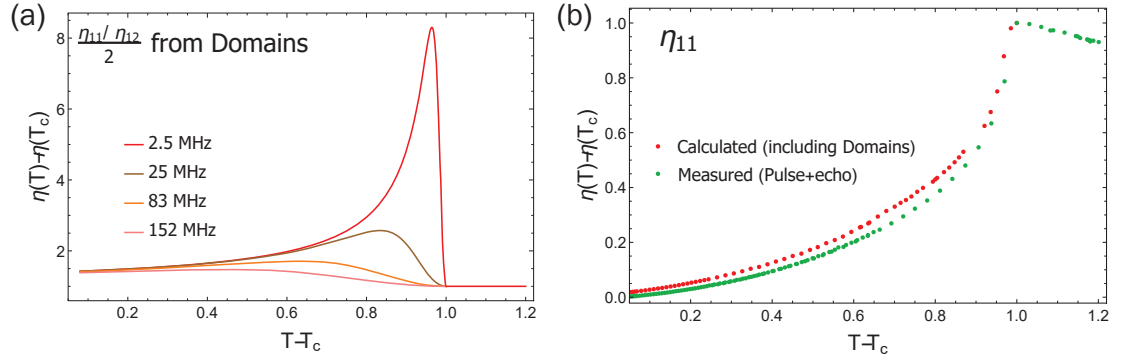 (a)
η11/ η12
2
from Domains
η(T)-η(Tc)
8
6
4
2
2.5 MHz
25 MHz
83 MHz
152 MHz
0.2 0.4 0.6 0.8 1.0 1.2
T-Tc
(b)
η11
η(T)-η(Tc)
1.0
0.8
0.6
0.4
0.2
0.0
Calculated (including Domains)
Measured (Pulse+echo)
0.2 0.4 0.6 0.8 1.0 1.2
T-Tc